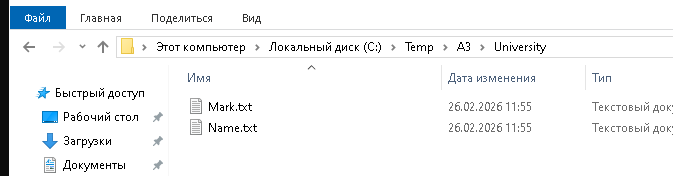 Файл Главная Поделиться Вид
Этот компьютер > Локальный диск (C:) > Temp > A3 > University
Имя Дата изменения Тип
Быстрый доступ
Mark.txt 26.02.2026 11:55 Текстовый доку
Рабочий стол
Name.txt 26.02.2026 11:55 Текстовый доку
Загрузки
Документы